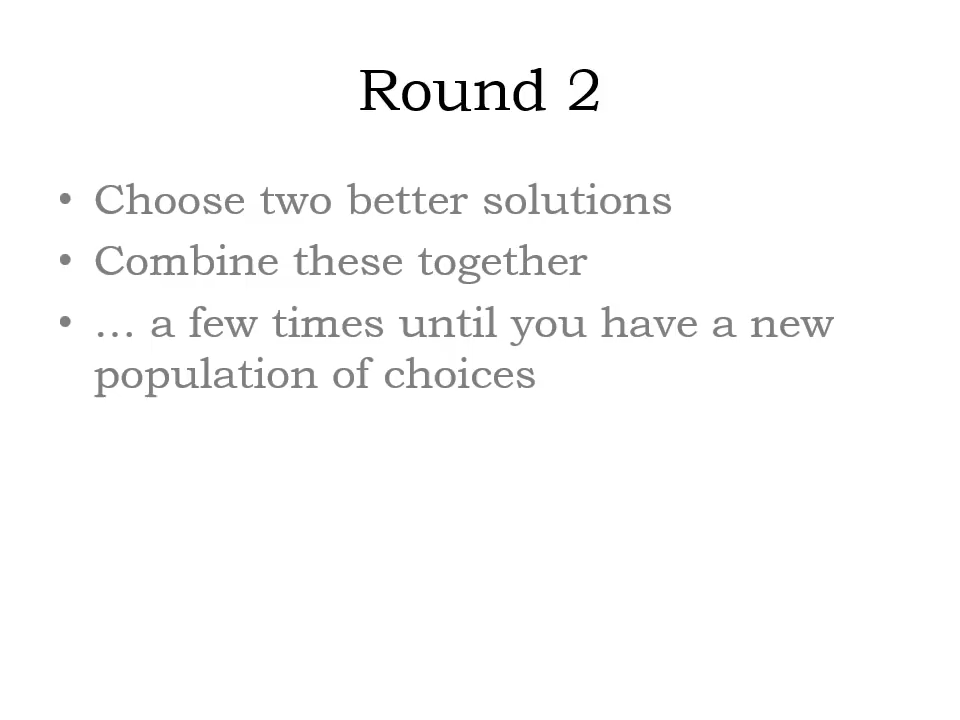 Round 2
• Choose two better solutions
• Combine these together
• … a few times until you have a new
population of choices